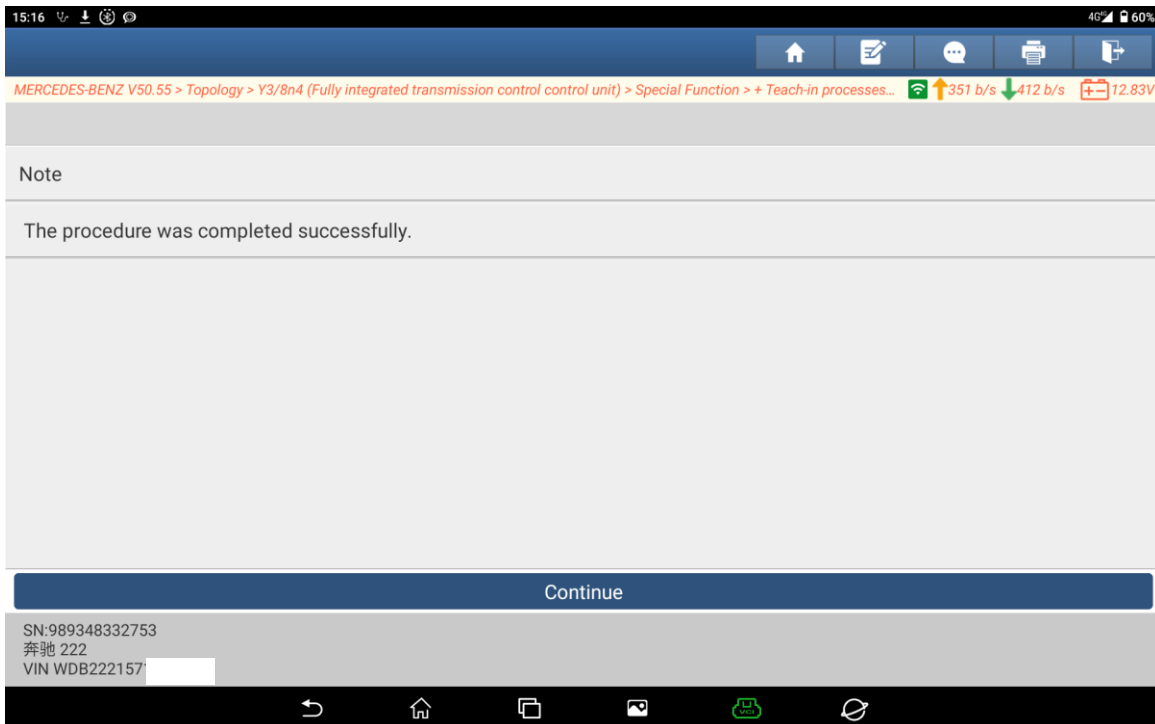 15:16
4G 60%
MERCEDES-BENZ V50.55 > Topology > Y3/8n4 (Fully integrated transmission control control unit) > Special Function > + Teach-in processes... 351 b/s 412 b/s 12.83V
Note
The procedure was completed successfully.
Continue
SN:989348332753
奔驰 222
VIN WDB222157
VCI